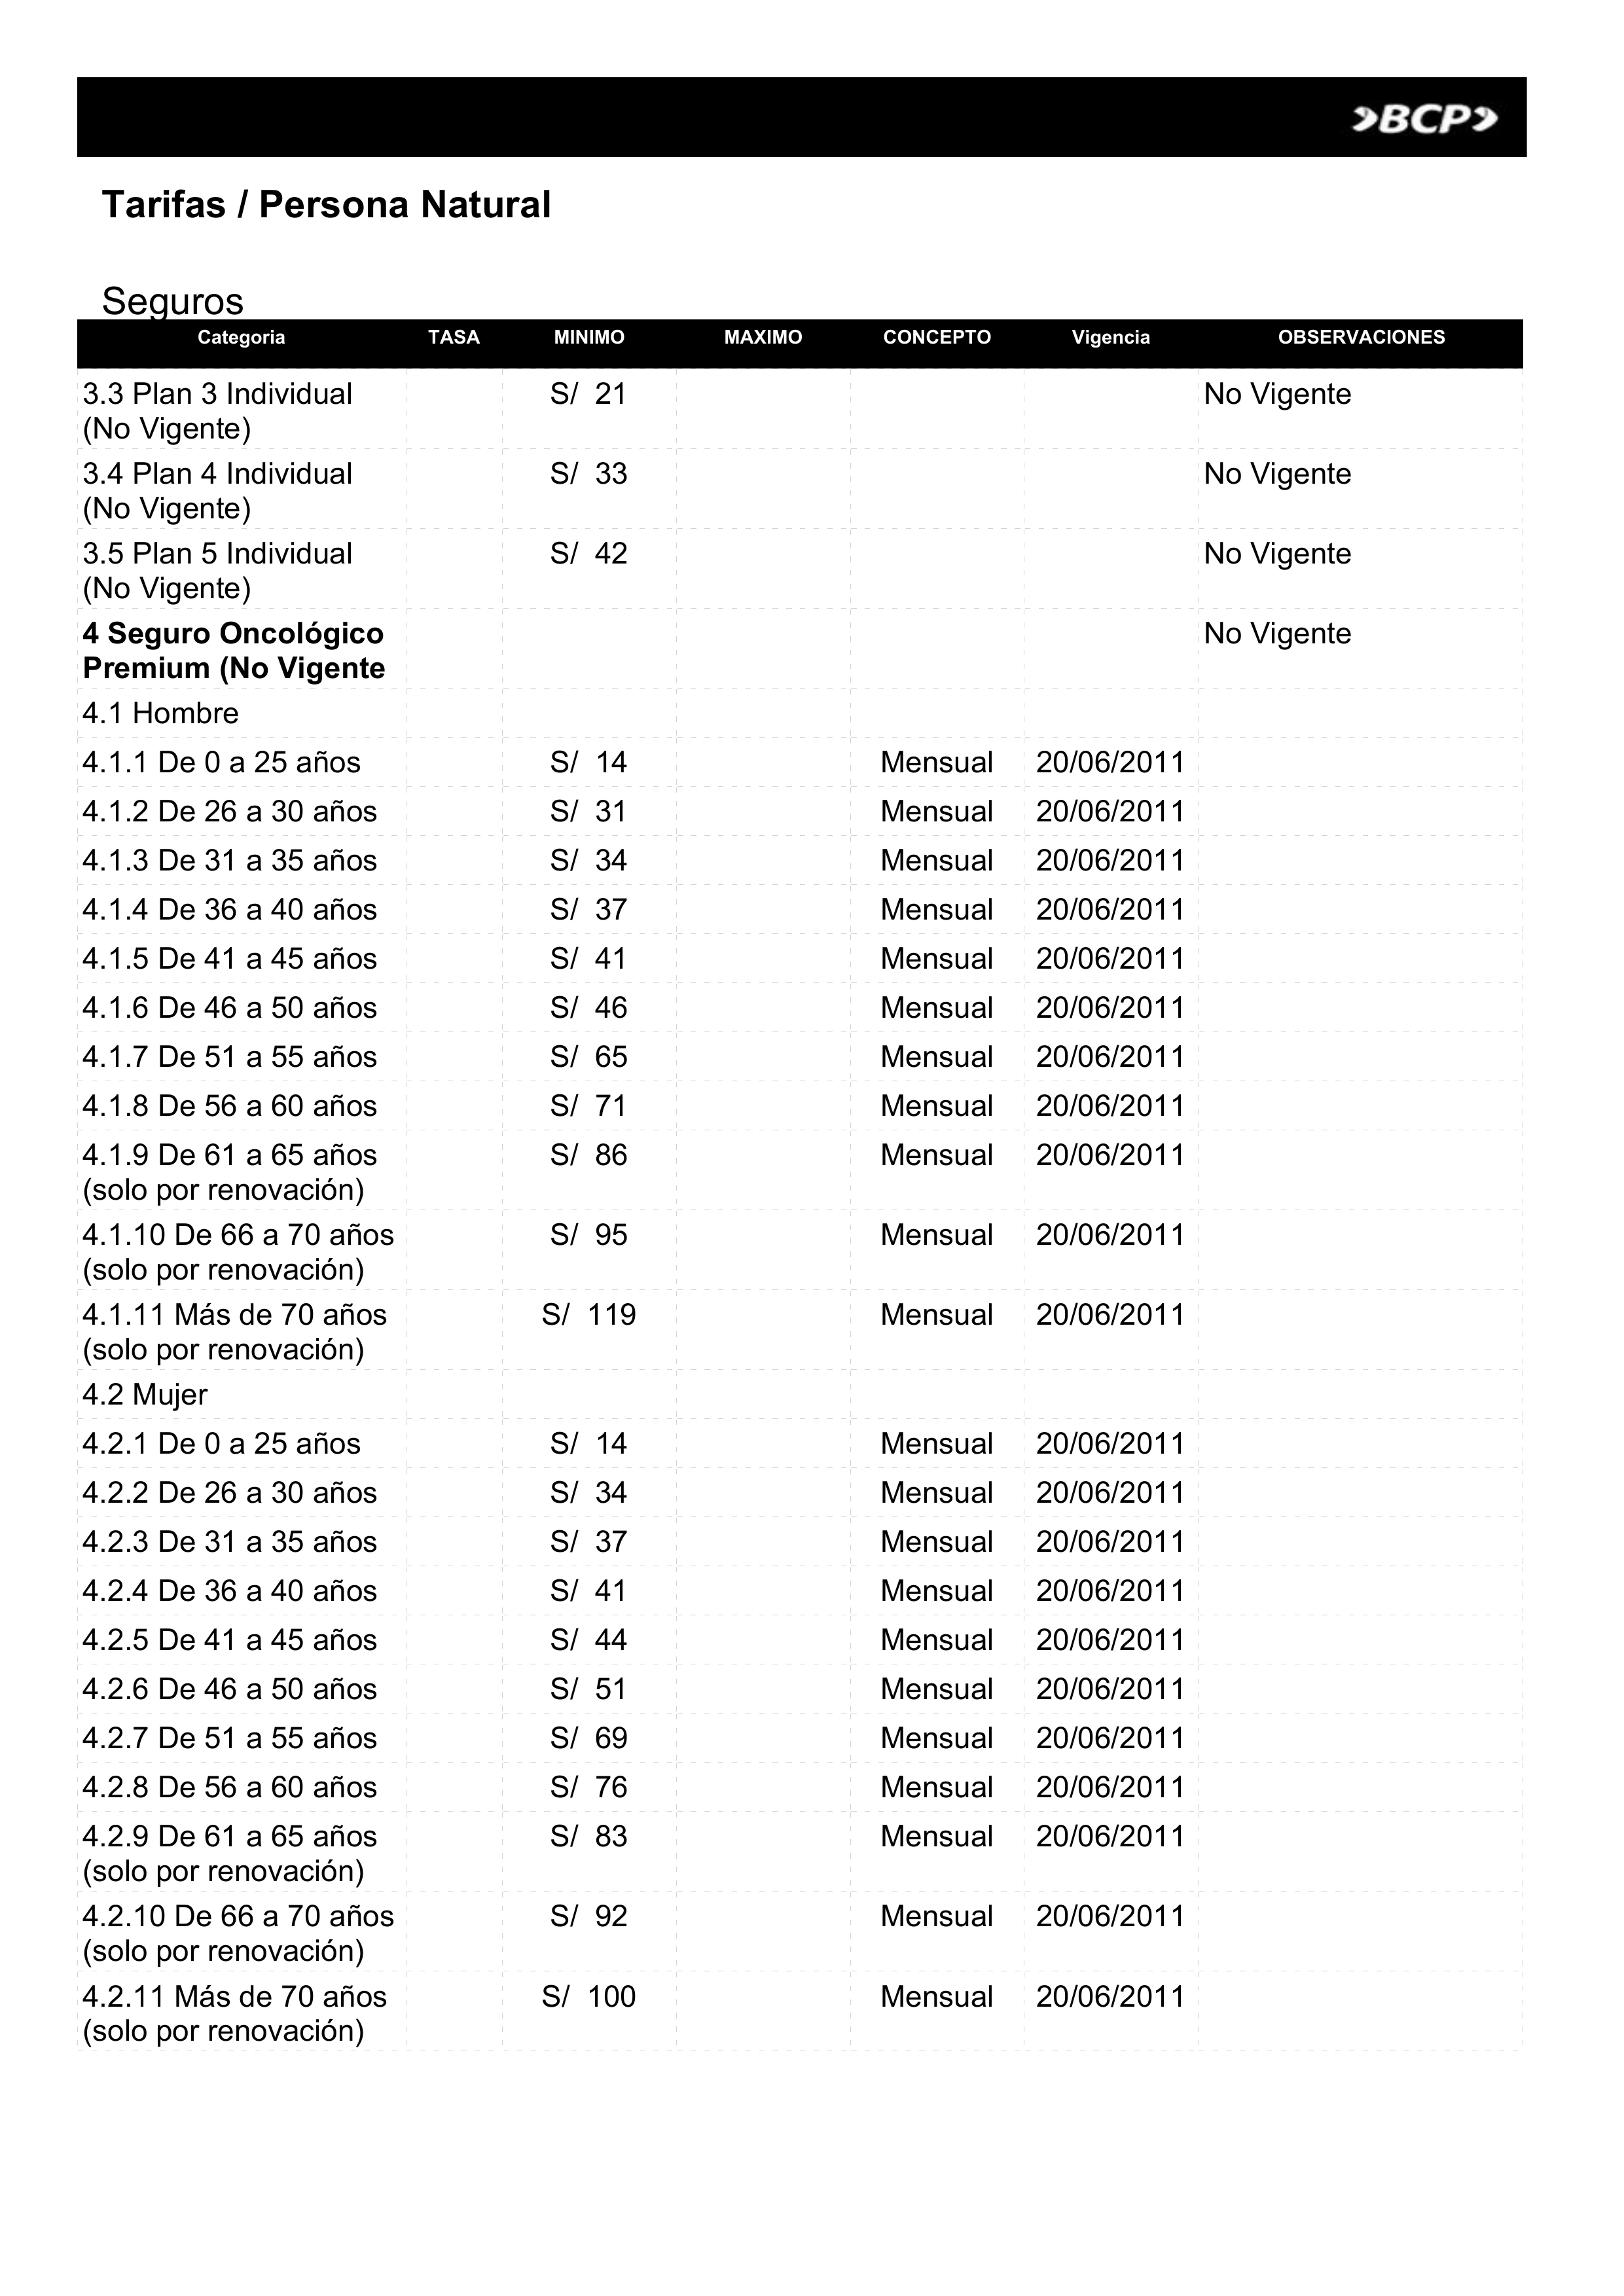 BCP
Tarifas / Persona Natural
Seguros
Categoria TASA MINIMO MAXIMO CONCEPTO Vigencia OBSERVACIONES
3.3 Plan 3 Individual S/ 21 No Vigente
(No Vigente)
3.4 Plan 4 Individual S/ 33 No Vigente
(No Vigente)
3.5 Plan 5 Individual S/ 42 No Vigente
(No Vigente)
4 Seguro Oncológico No Vigente
Premium (No Vigente
4.1 Hombre
4.1.1 De 0 a 25 años S/ 14 Mensual 20/06/2011
4.1.2 De 26 a 30 años S/ 31 Mensual 20/06/2011
4.1.3 De 31 a 35 años S/ 34 Mensual 20/06/2011
4.1.4 De 36 a 40 años S/ 37 Mensual 20/06/2011
4.1.5 De 41 a 45 años S/ 41 Mensual 20/06/2011
4.1.6 De 46 a 50 años S/ 46 Mensual 20/06/2011
4.1.7 De 51 a 55 años S/ 65 Mensual 20/06/2011
4.1.8 De 56 a 60 años S/ 71 Mensual 20/06/2011
4.1.9 De 61 a 65 años S/ 86 Mensual 20/06/2011
(solo por renovación)
4.1.10 De 66 a 70 años S/ 95 Mensual 20/06/2011
(solo por renovación)
4.1.11 Más de 70 años S/ 119 Mensual 20/06/2011
(solo por renovación)
4.2 Mujer
4.2.1 De 0 a 25 años S/ 14 Mensual 20/06/2011
4.2.2 De 26 a 30 años S/ 34 Mensual 20/06/2011
4.2.3 De 31 a 35 años S/ 37 Mensual 20/06/2011
4.2.4 De 36 a 40 años S/ 41 Mensual 20/06/2011
4.2.5 De 41 a 45 años S/ 44 Mensual 20/06/2011
4.2.6 De 46 a 50 años S/ 51 Mensual 20/06/2011
4.2.7 De 51 a 55 años S/ 69 Mensual 20/06/2011
4.2.8 De 56 a 60 años S/ 76 Mensual 20/06/2011
4.2.9 De 61 a 65 años S/ 83 Mensual 20/06/2011
(solo por renovación)
4.2.10 De 66 a 70 años S/ 92 Mensual 20/06/2011
(solo por renovación)
4.2.11 Más de 70 años S/ 100 Mensual 20/06/2011
(solo por renovación)